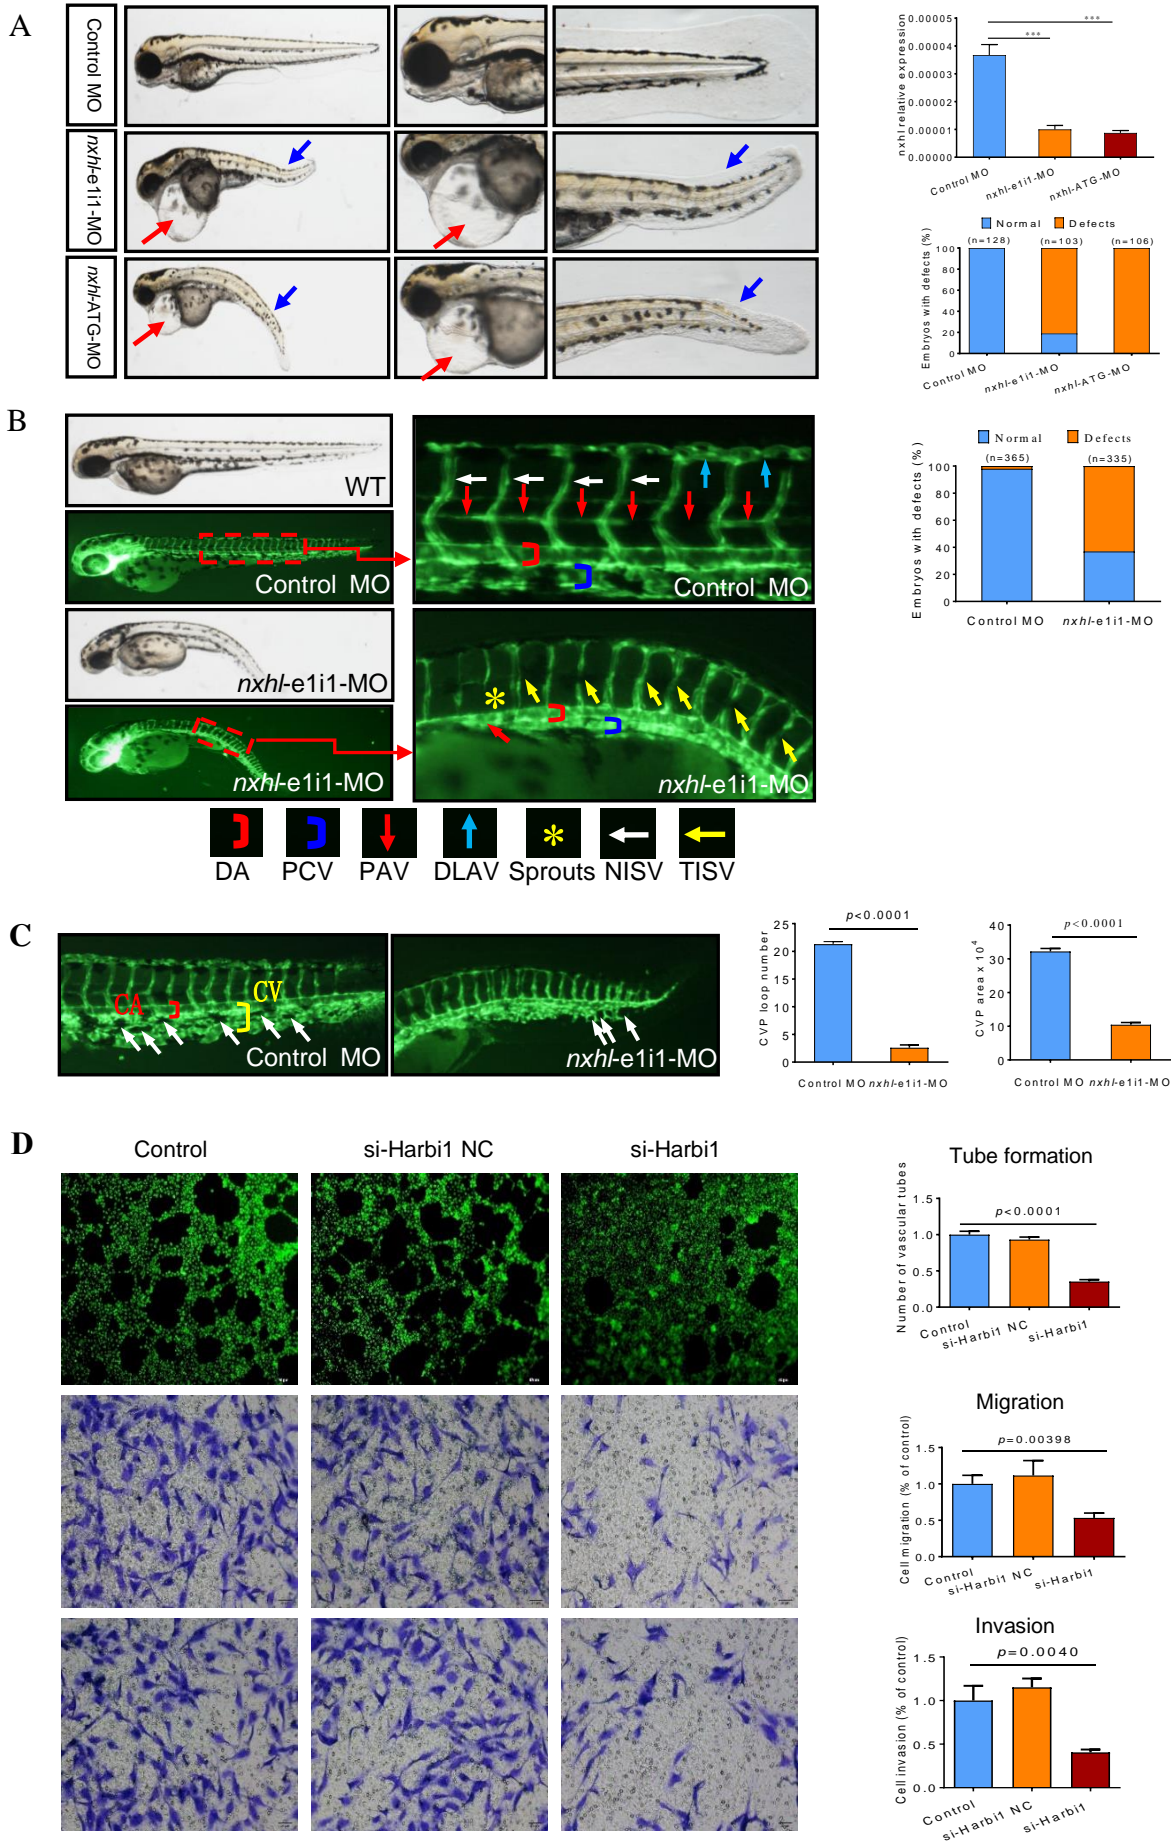 A
Control MO
nxhl-e1i1-MO
nxhl-ATG-MO
nxhl relative expression
0.00005
0.00004
0.00003
0.00002
0.00001
0.00000
***
***
Control MO
nxhl-e1i1-MO
nxhl-ATG-MO
Normal Defects
(n=128) (n=103) (n=106)
Embryos with defects (%)
100
80
60
40
20
0
Control MO
nxhl-e1i1-MO
nxhl-ATG-MO
B
WT
Control MO
nxhl-e1i1-MO
nxhl-e1i1-MO
Control MO
*
nxhl-e1i1-MO
Normal Defects
(n=365) (n=335)
Embryos with defects (%)
100
80
60
40
20
0
Control MO nxhl-e1i1-MO
*
DA PCV PAV DLAV Sprouts NISV TISV
C
CA CV
Control MO
nxhl-e1i1-MO
p<0.0001
CVP loop number
25
20
15
10
5
0
Control MO nxhl-e1i1-MO
p<0.0001
CVP area x 10⁴
40
30
20
10
0
Control MO nxhl-e1i1-MO
D
Control si-Harbi1 NC si-Harbi1
Tube formation
p<0.0001
Number of vascular tubes
1.5
1.0
0.5
0.0
Control
si-Harbi1 NC
si-Harbi1
Migration
p=0.00398
Cell migration (% of control)
1.5
1.0
0.5
0.0
Control
si-Harbi1 NC
si-Harbi1
Invasion
p=0.0040
Cell invasion (% of control)
1.5
1.0
0.5
0.0
Control
si-Harbi1 NC
si-Harbi1